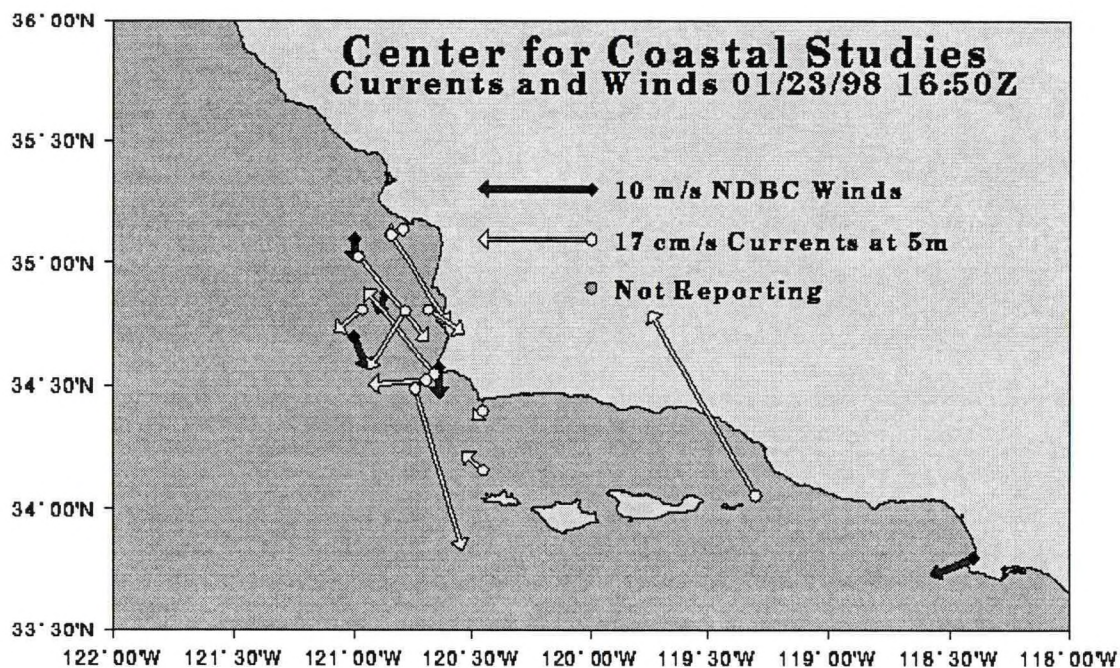 Center for Coastal Studies
Currents and Winds 01/23/98 16:50Z
10 m/s NDBC Winds
17 cm/s Currents at 5m
Not Reporting
36°00'N
35°30'N
35°00'N
34°30'N
34°00'N
33°30'N
122°00'W 121°30'W 121°00'W 120°30'W 120°00'W 119°30'W 119°00'W 118°30'W 118°00'W